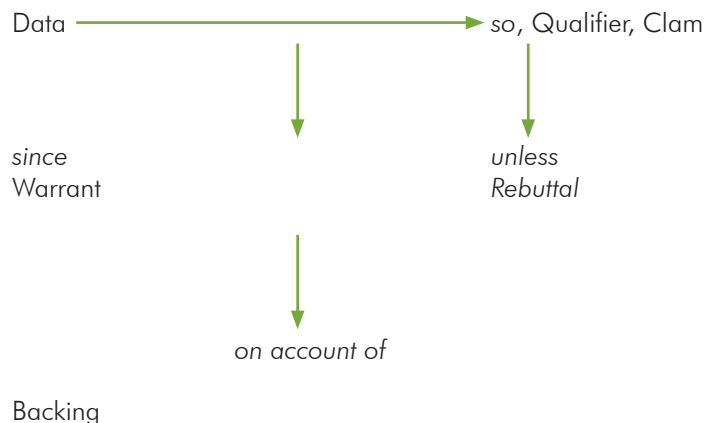 Data so, Qualifier, Clam
since unless
Warrant Rebuttal
on account of
Backing